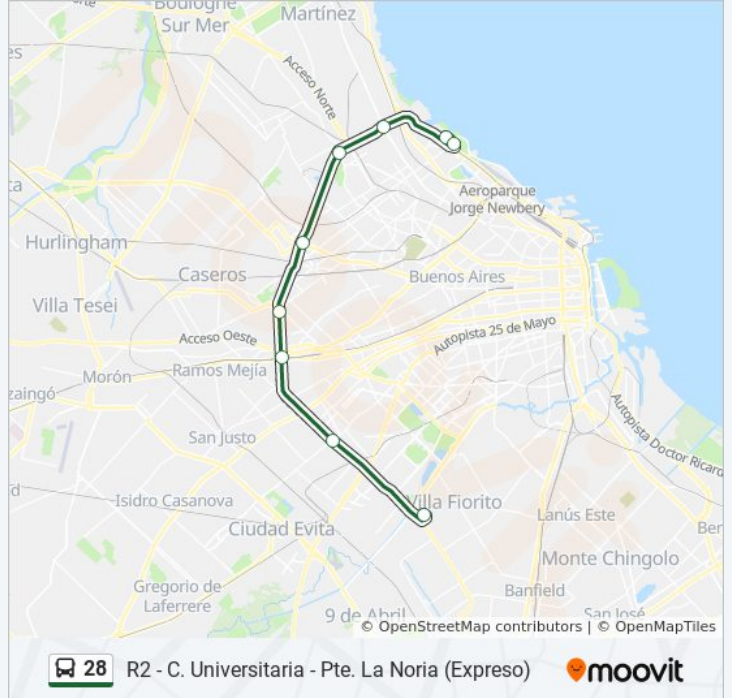 Boulogne
Sur Mer
Martínez
Acceso Norte
Aeroparque
Jorge Newbery
Hurlingham
Caseros
Buenos Aires
Villa Tesei
Acceso Oeste
Autopista 25 de Mayo
Ramos Mejía
Morón
zaingó
Autopista Doctor Ricard
San Justo
Isidro Casanova
Villa Fiorito
Lanús Este
Ciudad Evita
Ber
Monte Chingolo
Gregorio de
Laferrere
Banfield
9 de Abril
San José
© OpenStreetMap contributors | © OpenMapTiles
28 R2 - C. Universitaria - Pte. La Noria (Expreso) moovit